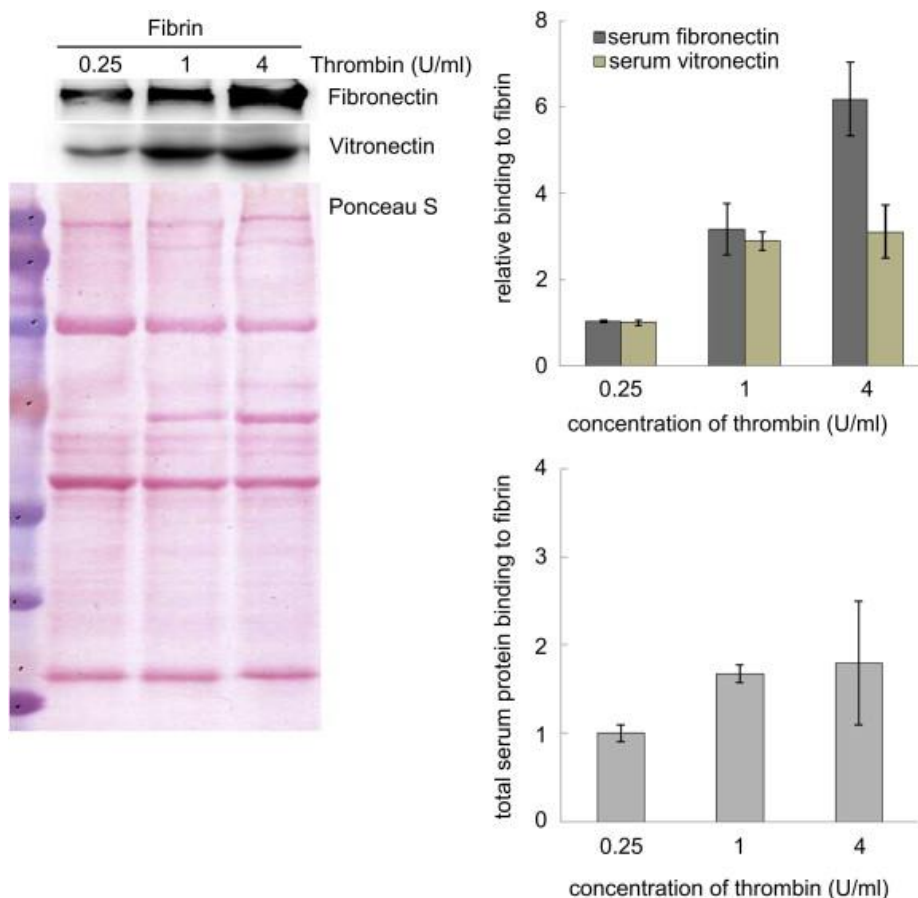 Fibrin
0.25 1 4 Thrombin (U/ml)
Fibronectin
Vitronectin
Ponceau S
8
6
4
2
0
relative binding to fibrin
serum fibronectin
serum vitronectin
0.25 1 4
concentration of thrombin (U/ml)
4
3
2
1
0
total serum protein binding to fibrin
0.25 1 4
concentration of thrombin (U/ml)